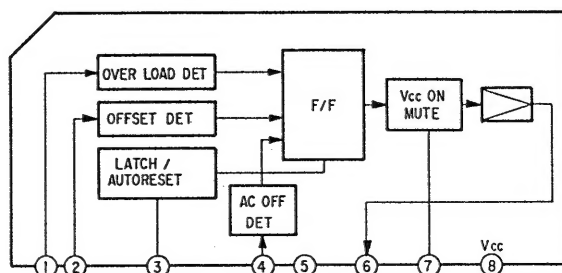 OVER LOAD DET
OFFSET DET
LATCH /
AUTORESET
AC OFF
DET
F/F
Vcc ON
MUTE
Vcc
1 2 3 4 5 6 7 8